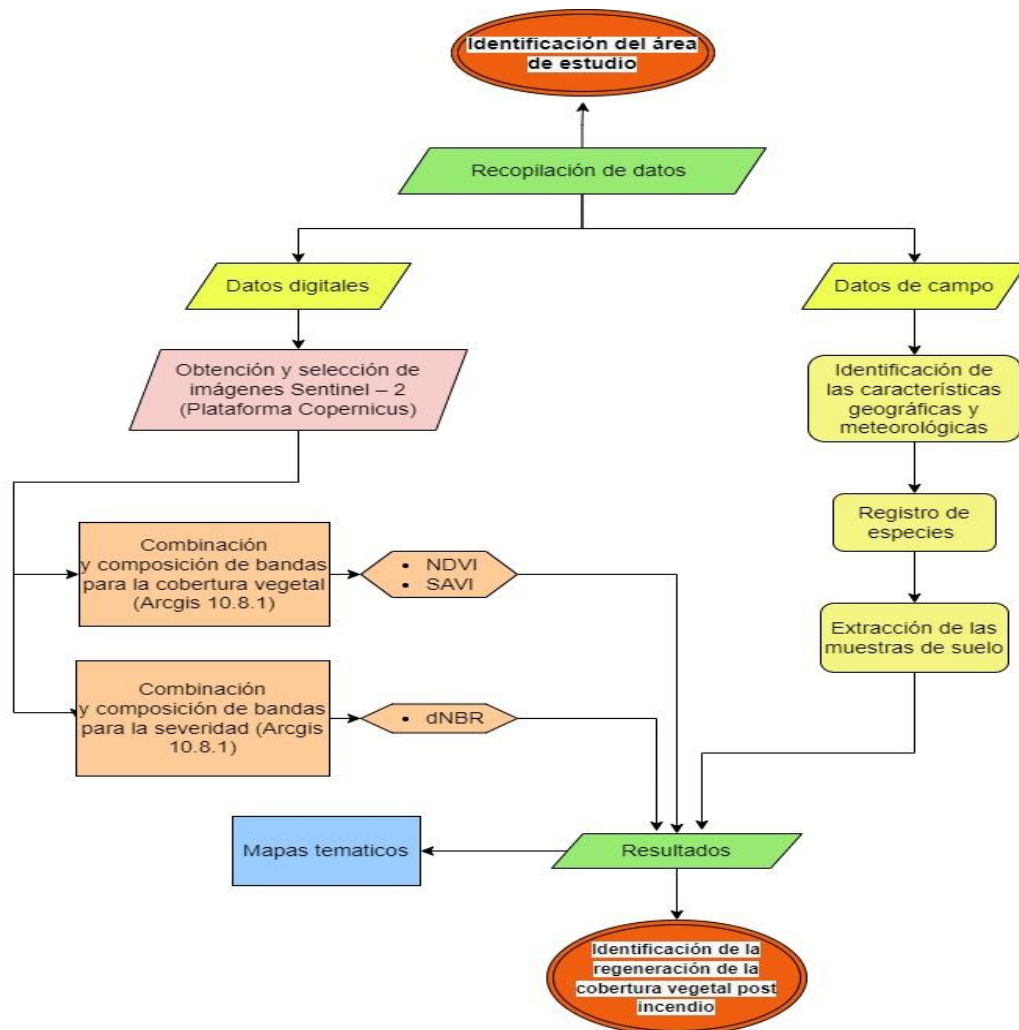 Identificación del área
de estudio
Recopilación de datos
Datos digitales
Datos de campo
Obtención y selección de
imágenes Sentinel – 2
(Plataforma Copernicus)
Identificación de
las características
geográficas y
meteorológicas
Registro de
especies
Combinación
y composición de bandas
para la cobertura vegetal
(Arcgis 10.8.1)
• NDVI
• SAVI
Extracción de las
muestras de suelo
Combinación
y composición de bandas
para la severidad (Arcgis
10.8.1)
• dNBR
Mapas tematicos
Resultados
Identificación de la
regeneración de la
cobertura vegetal post
incendio